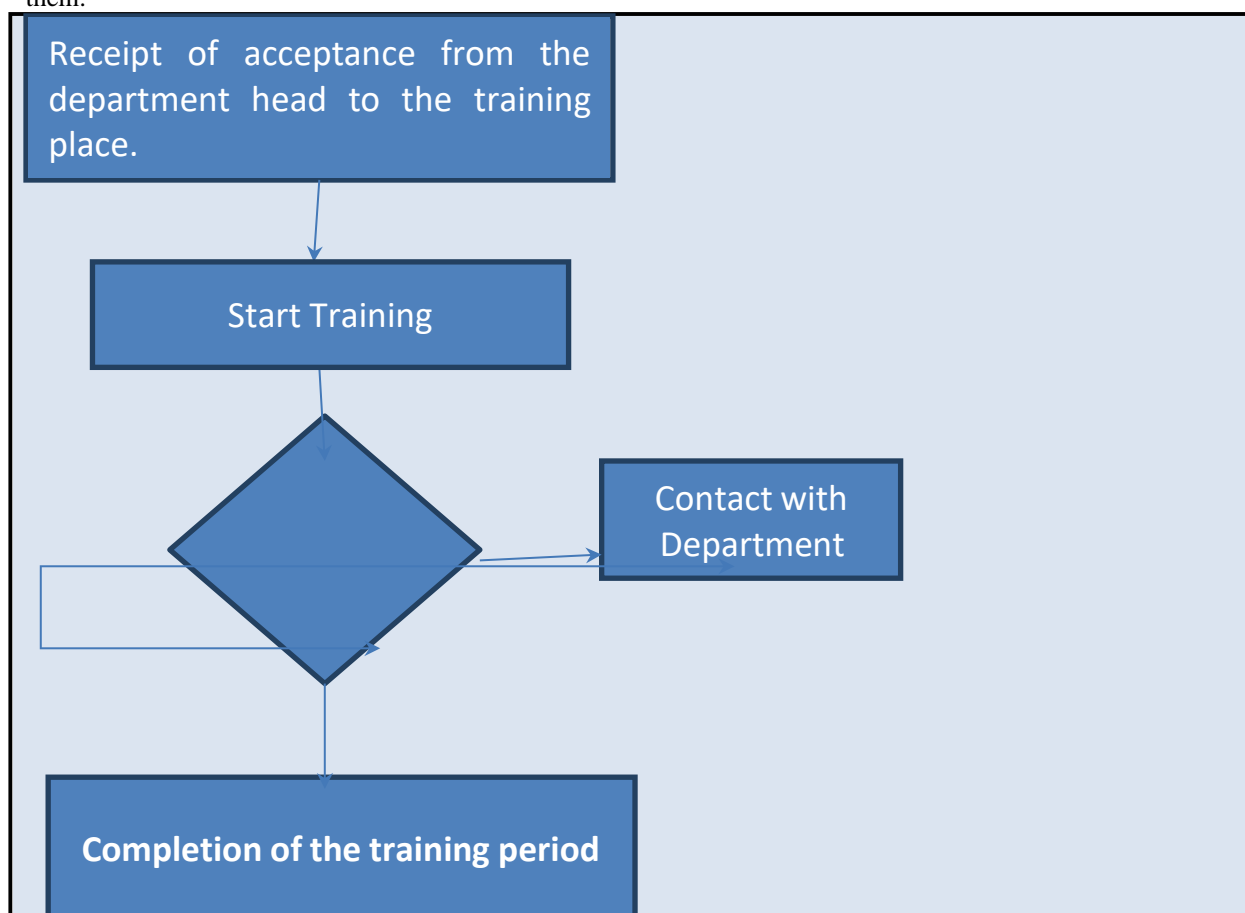 them.
Receipt of acceptance from the
department head to the training
place.
Start Training
Contact with
Department
Completion of the training period